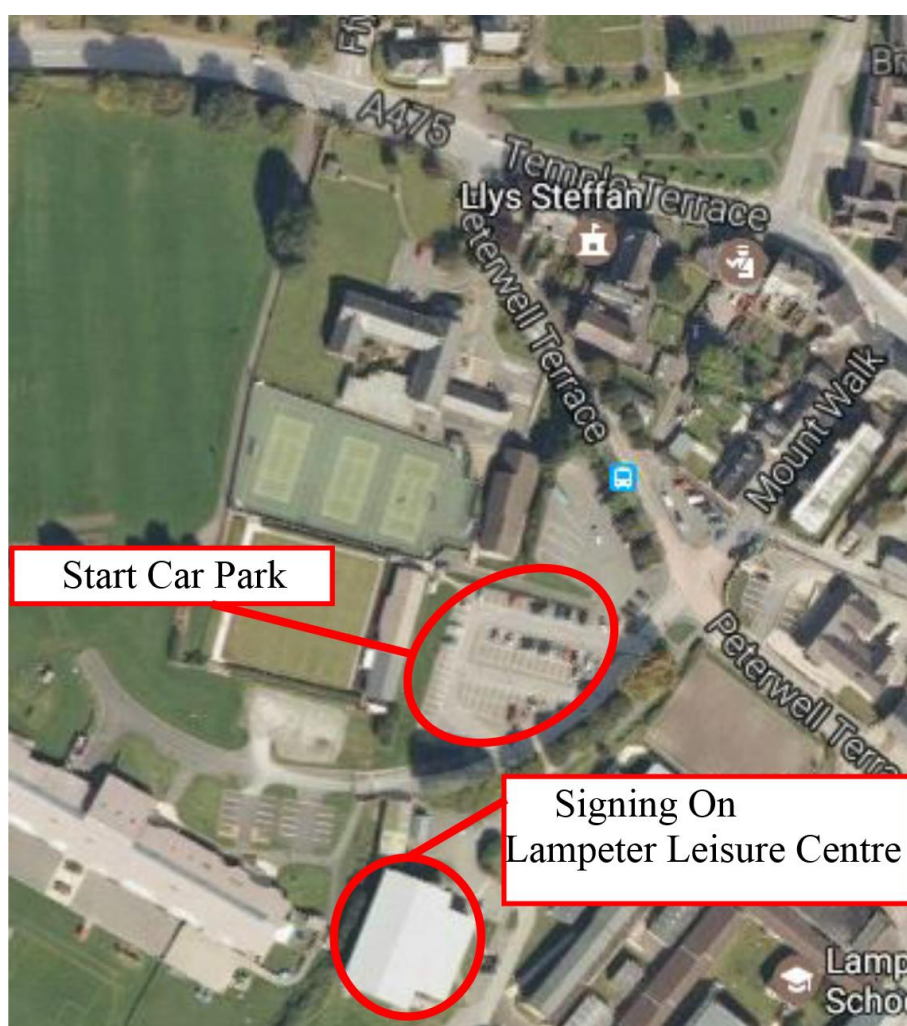 A475
Temple Terrace
Llys Steffan
Peterwell Terrace
Mount Walk
Start Car Park
Peterwell Terra
Signing On
Lampeter Leisure Centre
Lamp
Schoo